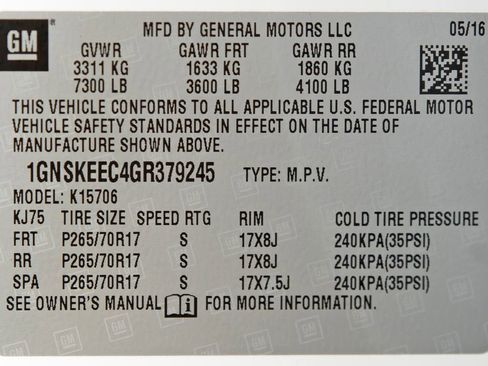 GM MFD BY GENERAL MOTORS LLC 05/16
GVWR GAWR FRT GAWR RR
3311 KG 1633 KG 1860 KG
7300 LB 3600 LB 4100 LB
THIS VEHICLE CONFORMS TO ALL APPLICABLE U.S. FEDERAL MOTOR
VEHICLE SAFETY STANDARDS IN EFFECT ON THE DATE OF
MANUFACTURE SHOWN ABOVE.
1GNSKEEC4GR379245 TYPE: M.P.V.
MODEL: K15706
KJ75 TIRE SIZE SPEED RTG RIM COLD TIRE PRESSURE
FRT P265/70R17 S 17X8J 240KPA(35PSI)
RR P265/70R17 S 17X8J 240KPA(35PSI)
SPA P265/70R17 S 17X7.5J 240KPA(35PSI)
SEE OWNER'S MANUAL i FOR MORE INFORMATION.